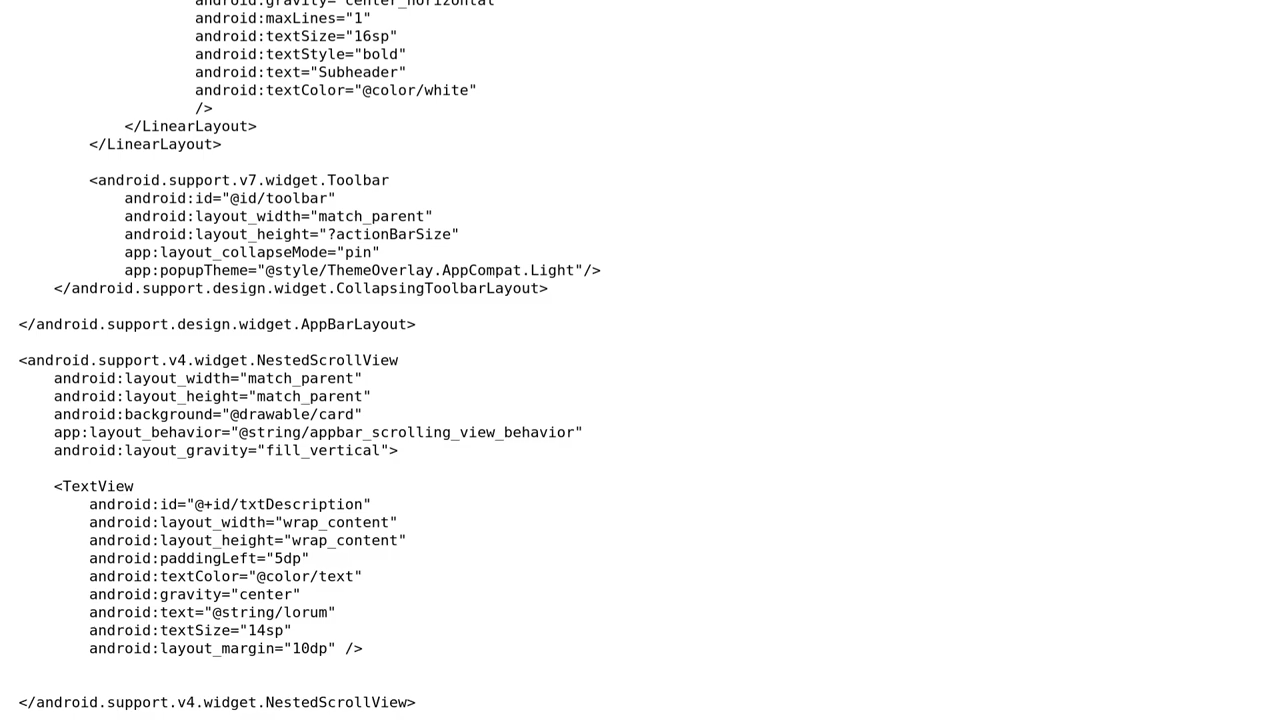 android:gravity="center_horizontal"
android:maxLines="1"
android:textSize="16sp"
android:textStyle="bold"
android:text="Subheader"
android:textColor="@color/white"
/>
</LinearLayout>
</LinearLayout>
<android.support.v7.widget.Toolbar
android:id="@id/toolbar"
android:layout_width="match_parent"
android:layout_height="?actionBarSize"
app:layout_collapseMode="pin"
app:popupTheme="@style/ThemeOverlay.AppCompat.Light"/>
</android.support.design.widget.CollapsingToolbarLayout>
</android.support.design.widget.AppBarLayout>
<android.support.v4.widget.NestedScrollView
android:layout_width="match_parent"
android:layout_height="match_parent"
android:background="@drawable/card"
app:layout_behavior="@string/appbar_scrolling_view_behavior"
android:layout_gravity="fill_vertical">
<TextView
android:id="@+id/txtDescription"
android:layout_width="wrap_content"
android:layout_height="wrap_content"
android:paddingLeft="5dp"
android:textColor="@color/text"
android:gravity="center"
android:text="@string/lorum"
android:textSize="14sp"
android:layout_margin="10dp" />
</android.support.v4.widget.NestedScrollView>